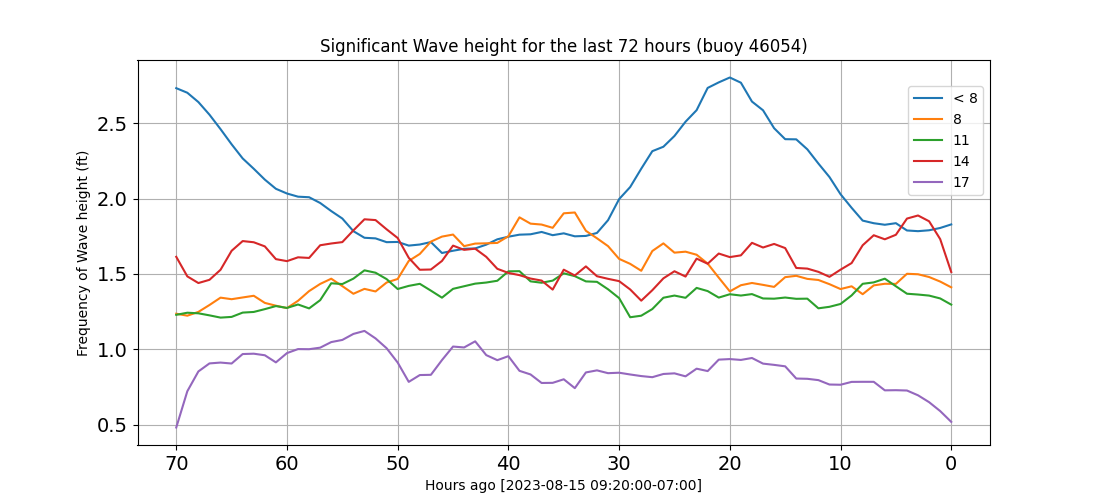 Significant Wave height for the last 72 hours (buoy 46054)
Frequency of Wave height (ft)
2.5
2.0
1.5
1.0
0.5
< 8
8
11
14
17
70 60 50 40 30 20 10 0
Hours ago [2023-08-15 09:20:00-07:00]